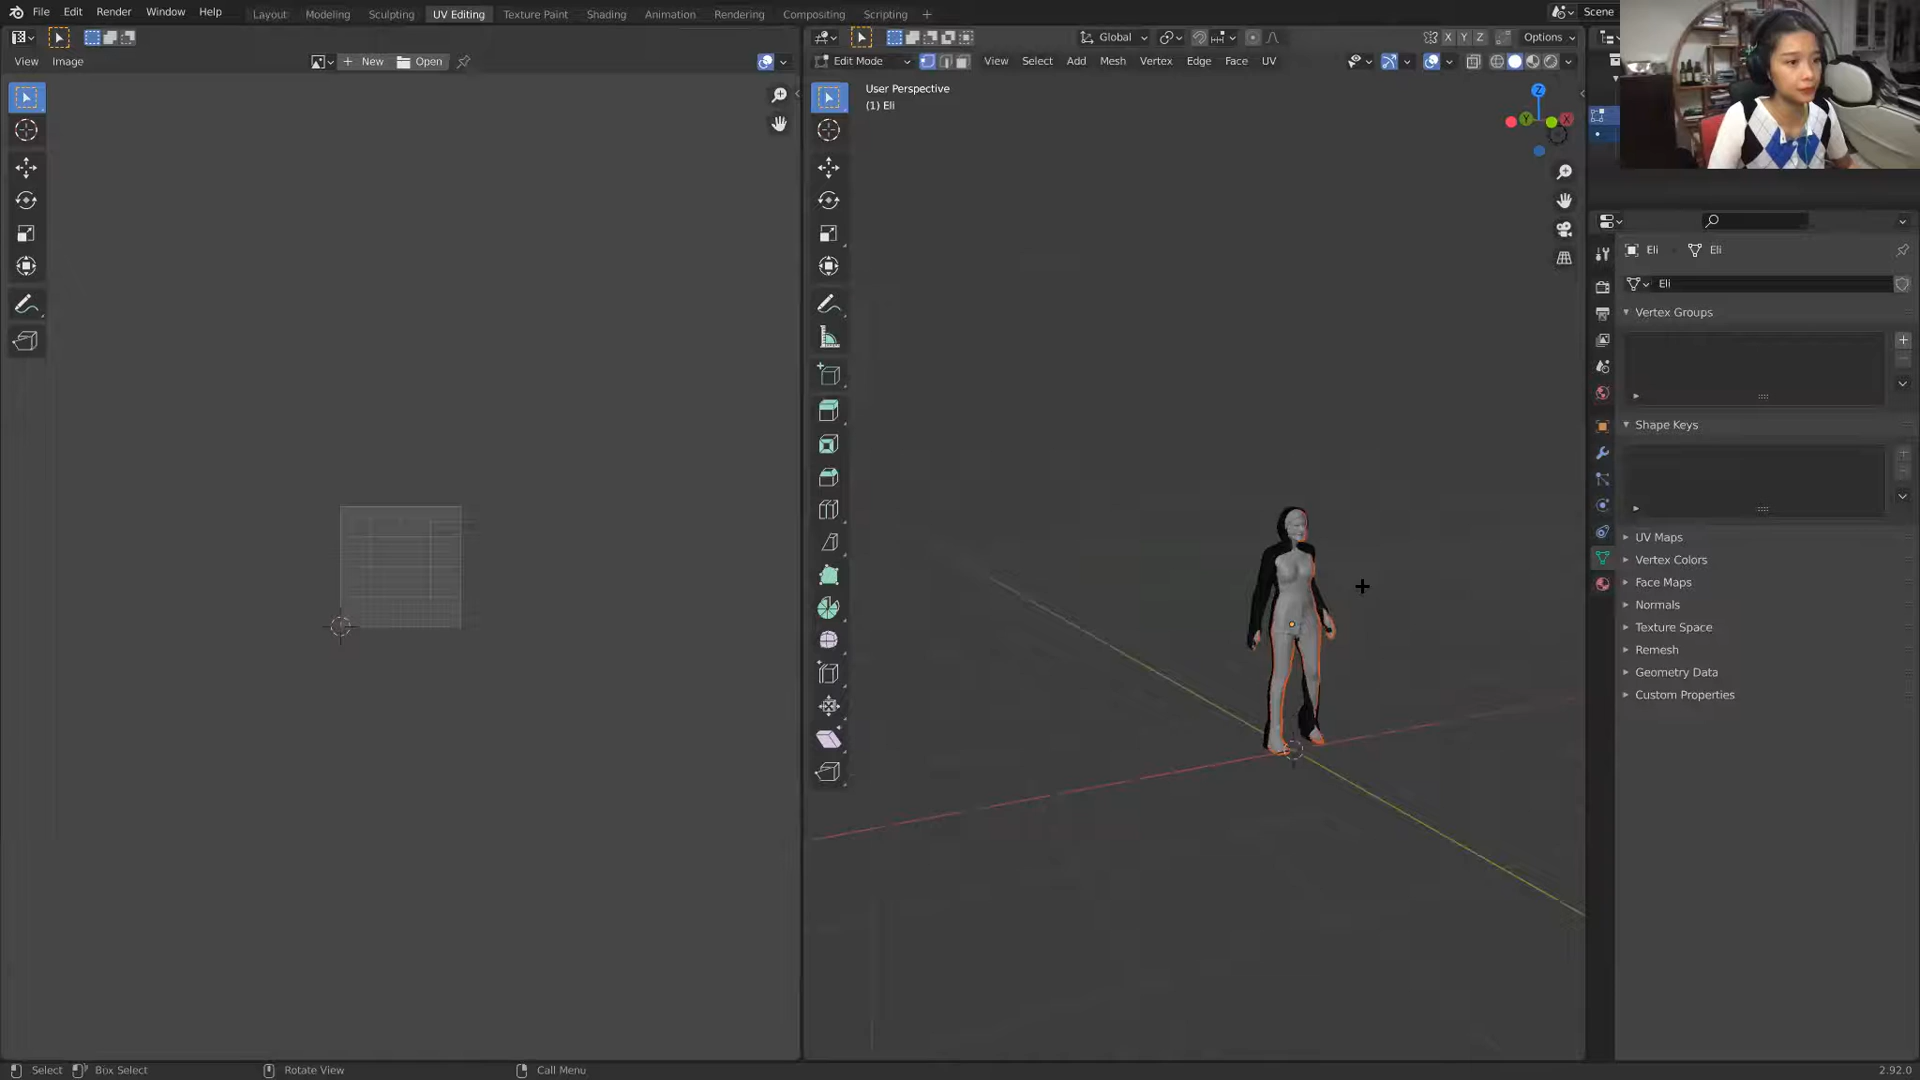 File Edit Render Window Help Layout Modeling Sculpting UV Editing Texture Paint Shading Animation Rendering Compositing Scripting + Scene
Global X Y Z Options
View Image New Open Edit Mode View Select Add Mesh Vertex Edge Face UV
User Perspective
(1) Eli
Z
Y X
Eli Eli
Eli
Vertex Groups
Shape Keys
UV Maps
Vertex Colors
Face Maps
Normals
Texture Space
Remesh
Geometry Data
Custom Properties
Select Box Select Rotate View Call Menu 2.92.0